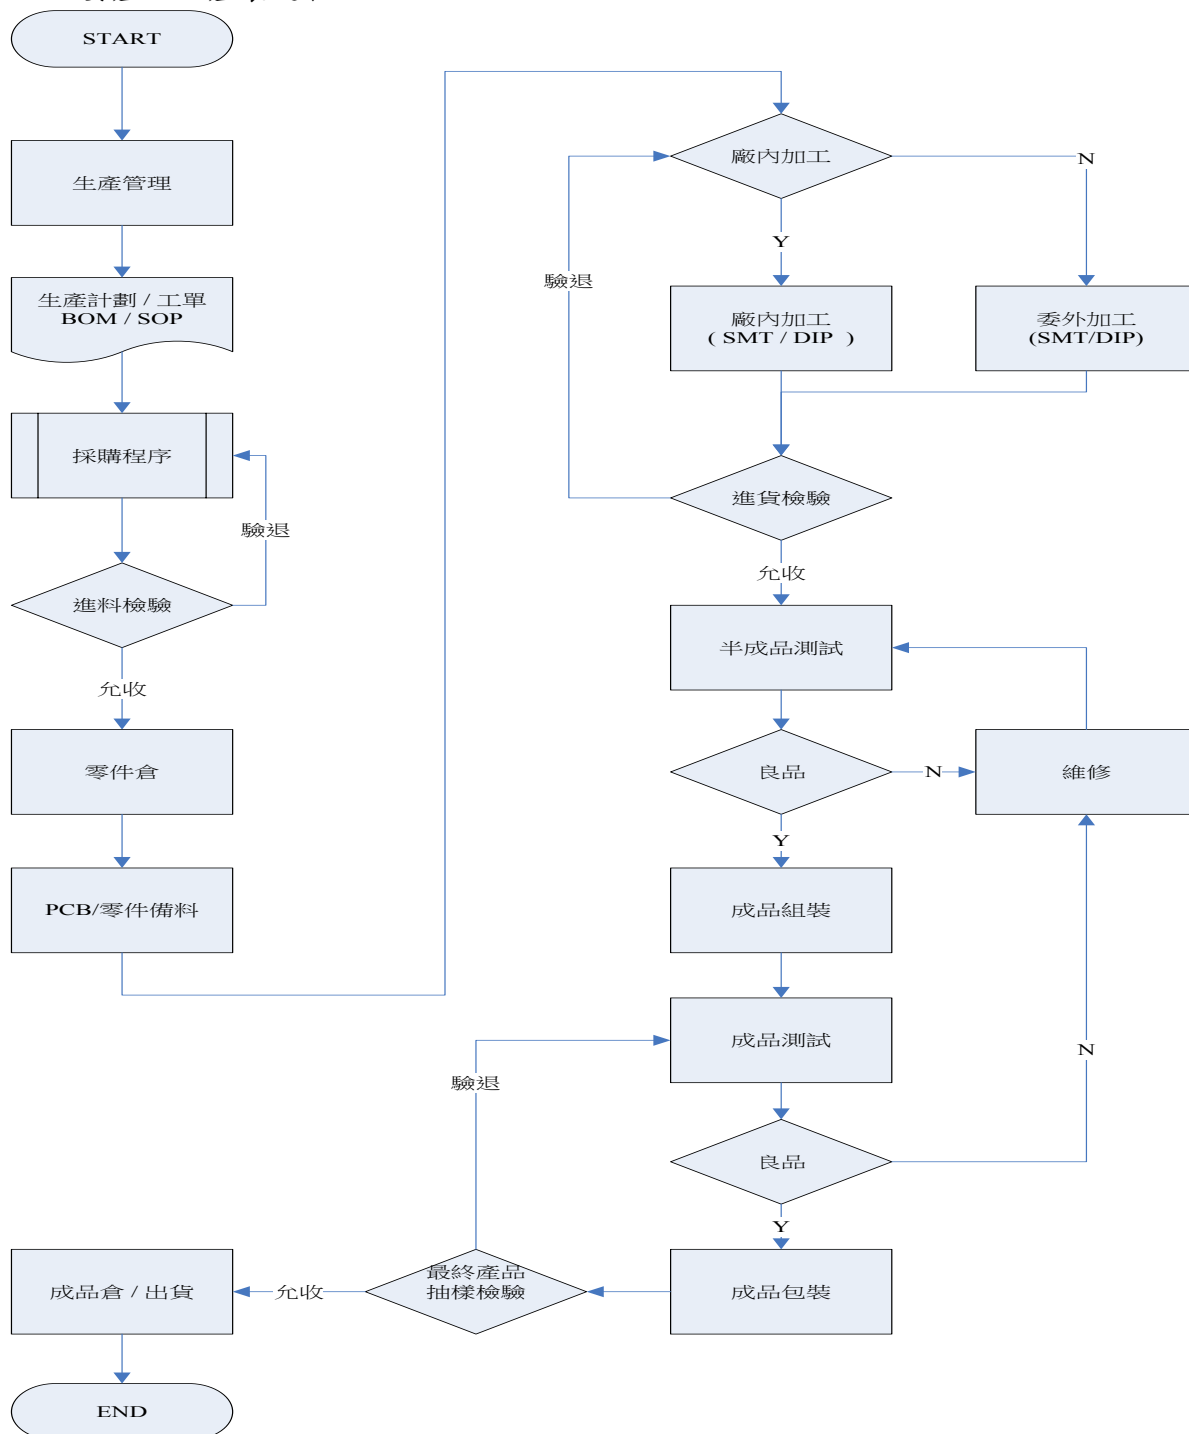 START
生產管理
生產計劃 / 工單
BOM / SOP
採購程序
驗退
進料檢驗
允收
零件倉
PCB/零件備料
廠內加工
N
Y
驗退
廠內加工
( SMT / DIP )
委外加工
(SMT/DIP)
進貨檢驗
允收
半成品測試
良品
N
維修
Y
成品組裝
成品測試
N
驗退
良品
Y
成品包裝
最終產品
抽樣檢驗
允收
成品倉 / 出貨
END